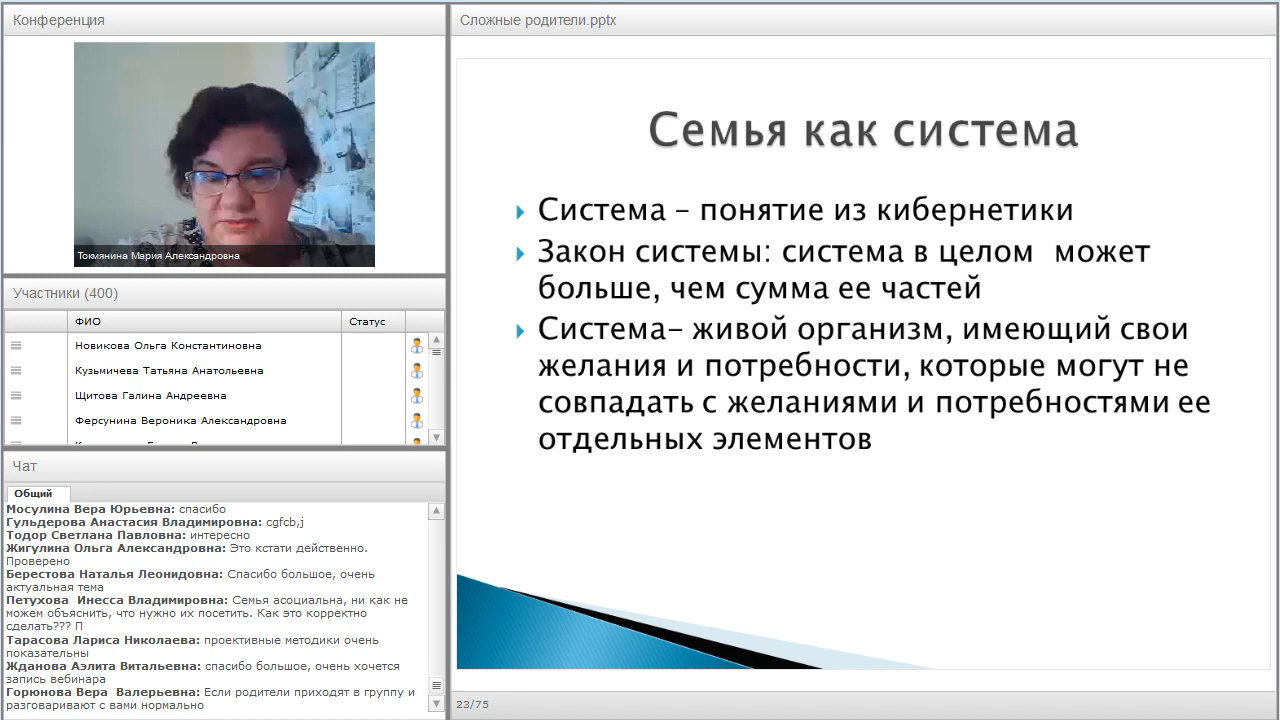 Конференция
Токмянина Мария Александровна
Участники (400)
ФИО
Статус
Новикова Ольга Константиновна
Кузьмичева Татьяна Анатольевна
Щитова Галина Андреевна
Ферсунина Вероника Александровна
Чат
Общий
Мосулина Вера Юрьевна: спасибо
Гульдерова Анастасия Владимировна: cgfcb,j
Тодор Светлана Павловна: интересно
Жигулина Ольга Александровна: Это кстати действенно.
Проверено
Берестова Наталья Леонидовна: Спасибо большое, очень
актуальная тема
Петухова Инесса Владимировна: Семья асоциальна, ни как не
можем объяснить, что нужно их посетить. Как это корректно
сделать??? П
Тарасова Лариса Николаева: проективные методики очень
показательны
Жданова Аэлита Витальевна: спасибо большое, очень хочется
запись вебинара
Горюнова Вера Валерьевна: Если родители приходят в группу и
разговаривают с вами нормально
Сложные родители.pptx
Семья как система
Система – понятие из кибернетики
Закон системы: система в целом может
больше, чем сумма ее частей
Система– живой организм, имеющий свои
желания и потребности, которые могут не
совпадать с желаниями и потребностями ее
отдельных элементов
23/75